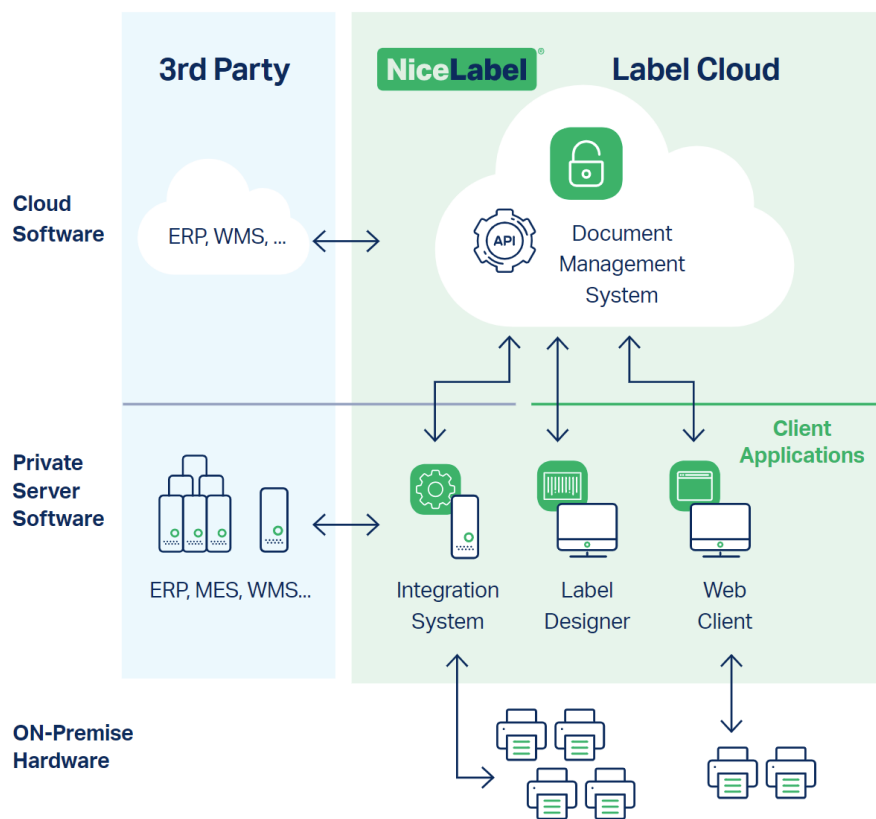 3rd Party
NiceLabel®
Label Cloud
Cloud
Software
ERP, WMS, ...
API
Document
Management
System
Client
Applications
Private
Server
Software
ERP, MES, WMS...
Integration
System
Label
Designer
Web
Client
ON-Premise
Hardware